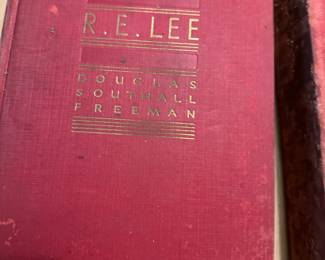 R. E. LEE
DOUGLAS
SOUTHALL
FREEMAN